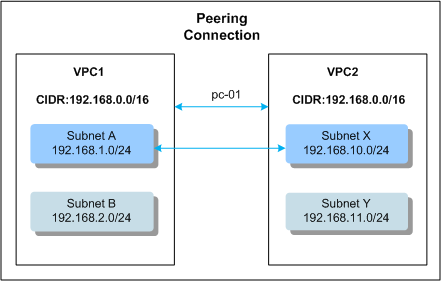 Peering
Connection
VPC1
CIDR:192.168.0.0/16
Subnet A
192.168.1.0/24
Subnet B
192.168.2.0/24
pc-01
VPC2
CIDR:192.168.0.0/16
Subnet X
192.168.10.0/24
Subnet Y
192.168.11.0/24